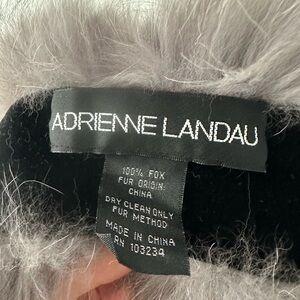 ADRIENNE LANDAU
100% FOX
FUR ORIGIN:
CHINA
DRY CLEAN ONLY
FUR METHOD
MADE IN CHINA
RN 103234